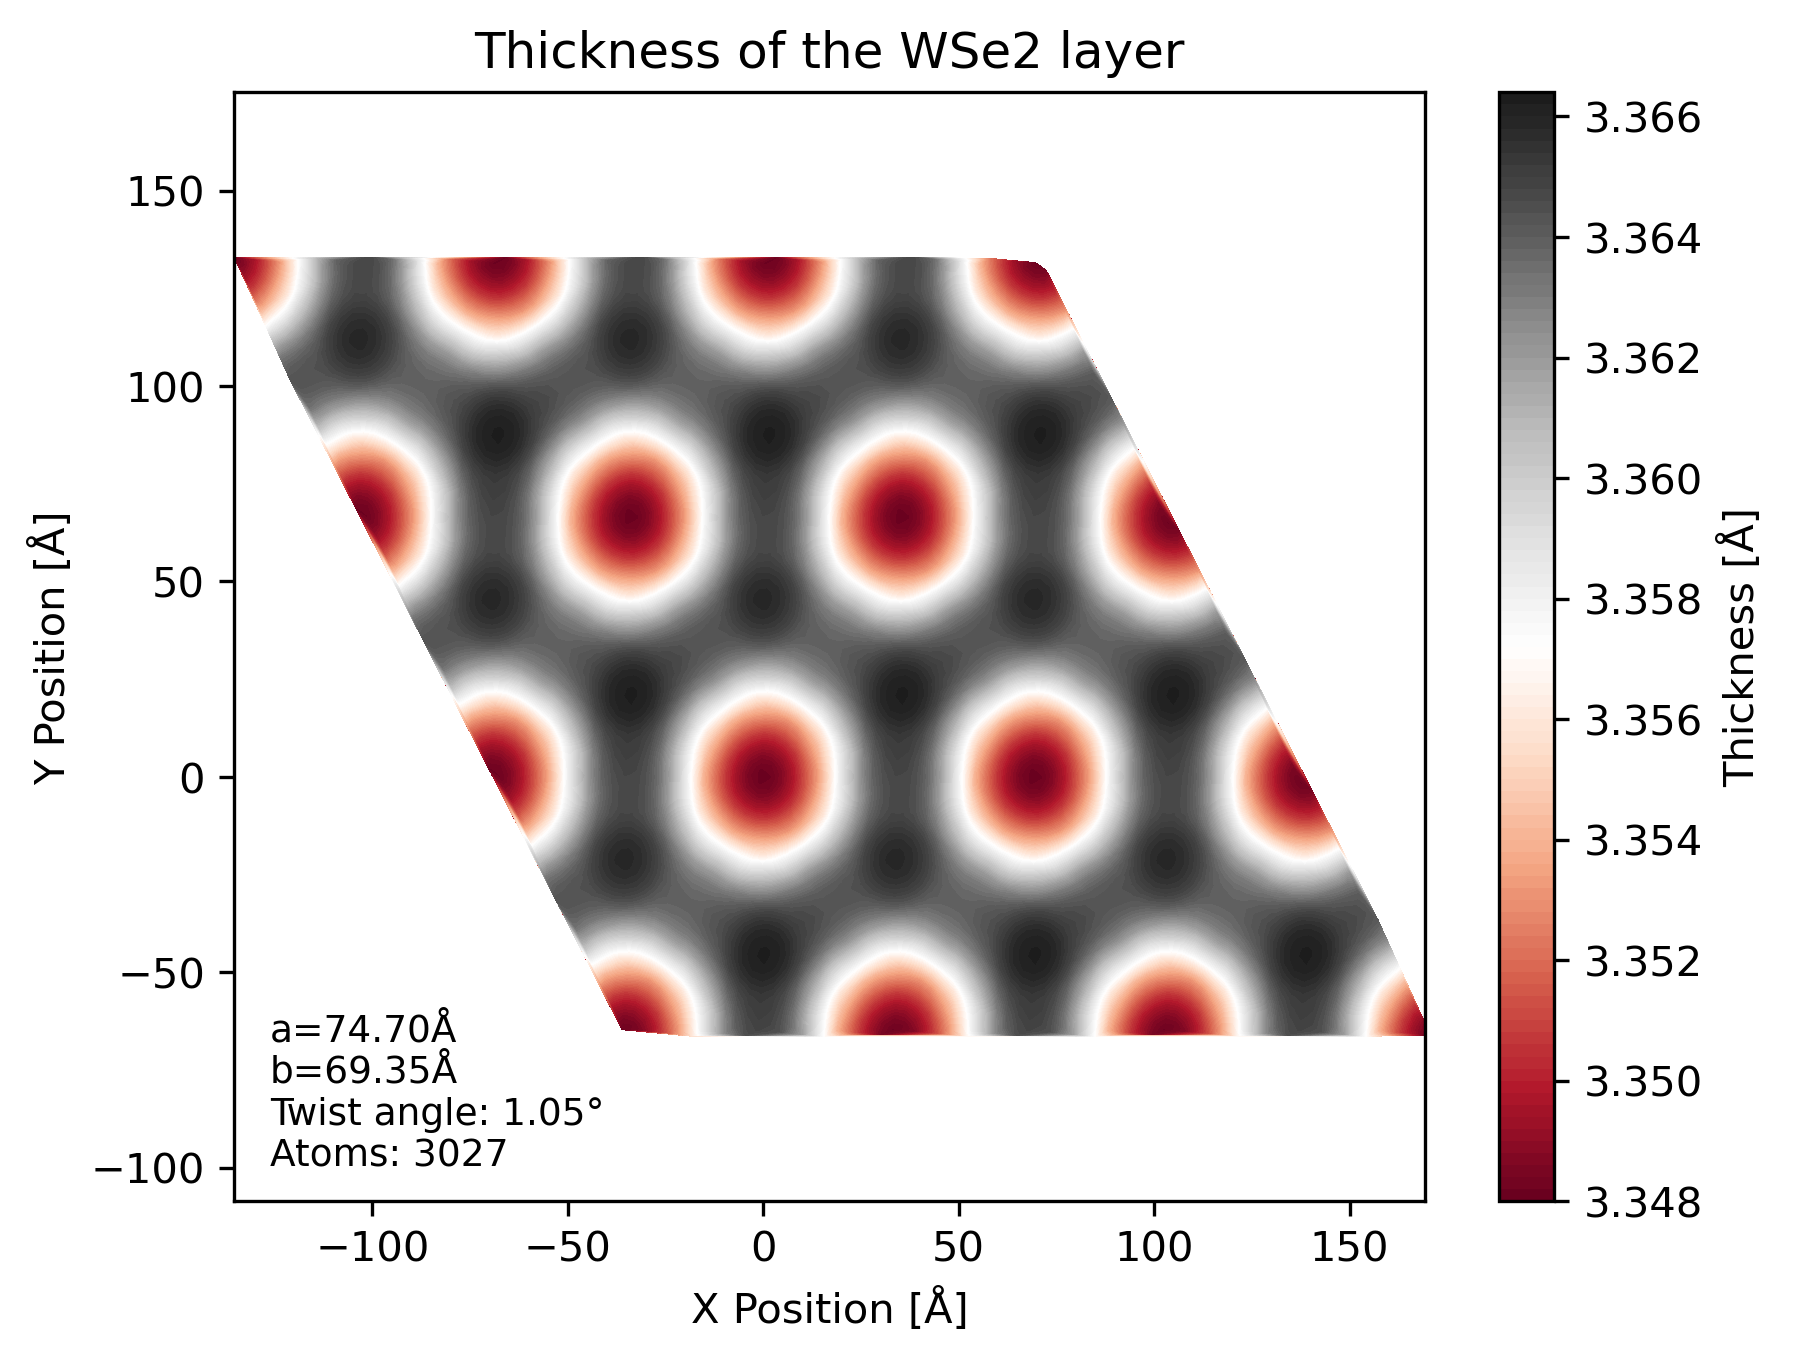 Thickness of the WSe2 layer
150
100
50
0
−50
−100
Y Position [Å]
a=74.70Å
b=69.35Å
Twist angle: 1.05°
Atoms: 3027
−100
−50
0
50
100
150
X Position [Å]
3.366
3.364
3.362
3.360
3.358
3.356
3.354
3.352
3.350
3.348
Thickness [Å]